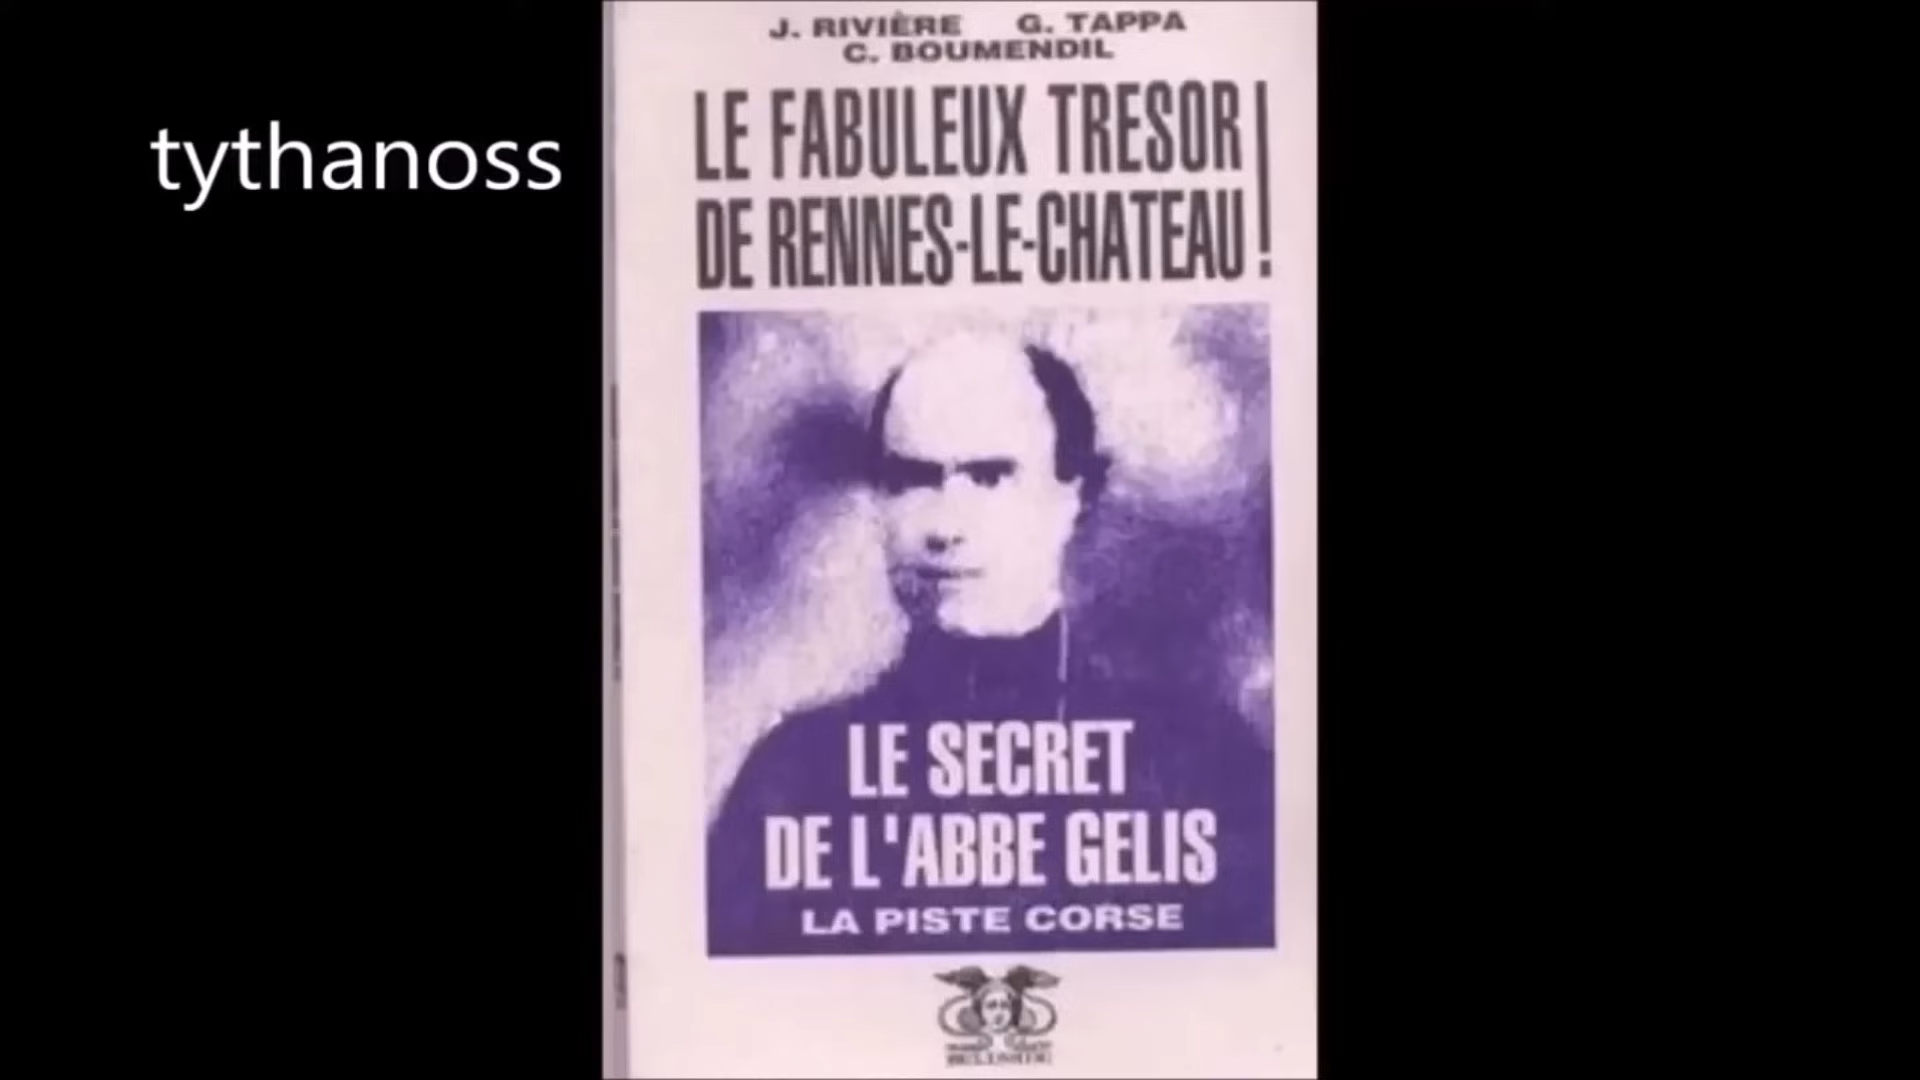 tythanoss
J. RIVIÈRE G. TAPPA
C. BOUMENDIL
LE FABULEUX TRESOR
DE RENNES-LE-CHATEAU !
LE SECRET
DE L'ABBE GELIS
LA PISTE CORSE